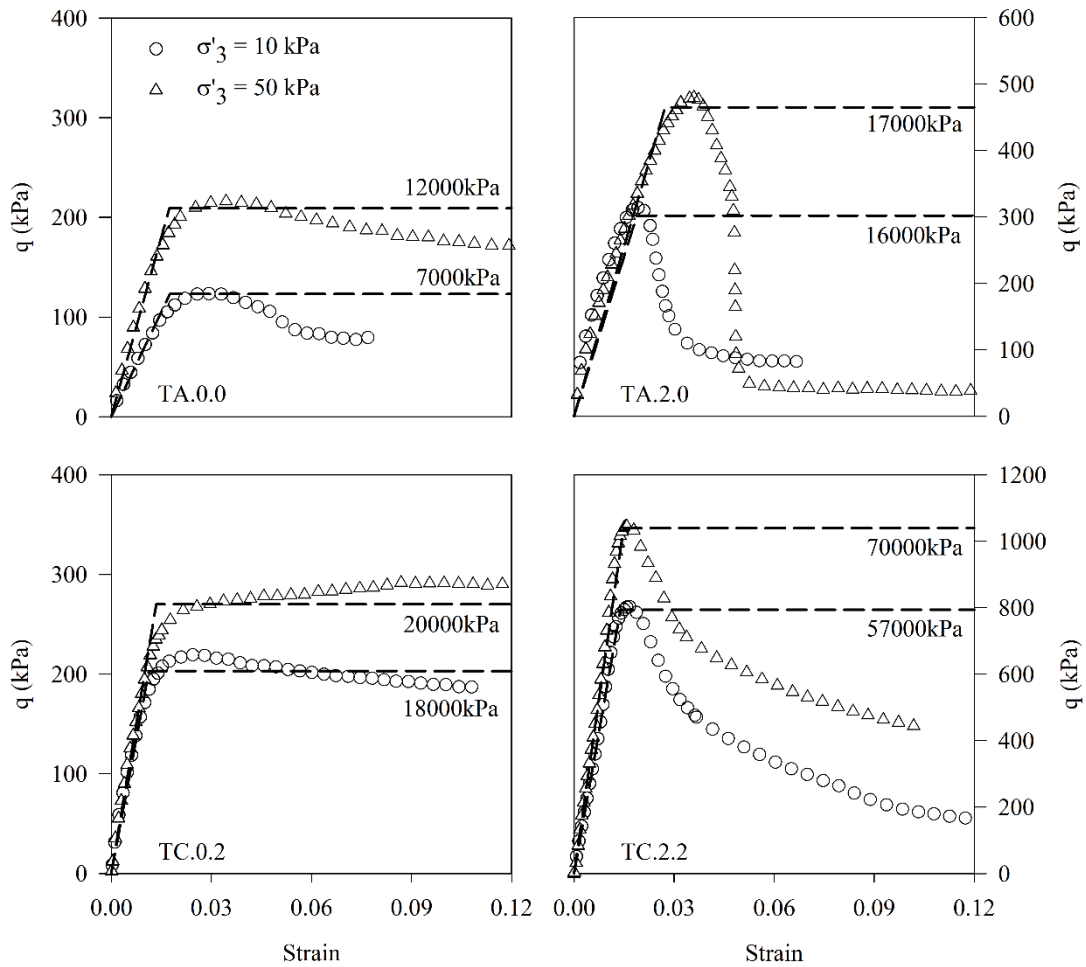 400
300
200
100
0
q (kPa)
σ'3 = 10 kPa
σ'3 = 50 kPa
12000kPa
7000kPa
TA.0.0
600
500
400
300
200
100
0
q (kPa)
17000kPa
16000kPa
TA.2.0
400
300
200
100
0
q (kPa)
20000kPa
18000kPa
TC.0.2
0.00
0.03
0.06
0.09
0.12
Strain
1200
1000
800
600
400
200
0
q (kPa)
70000kPa
57000kPa
TC.2.2
0.00
0.03
0.06
0.09
0.12
Strain